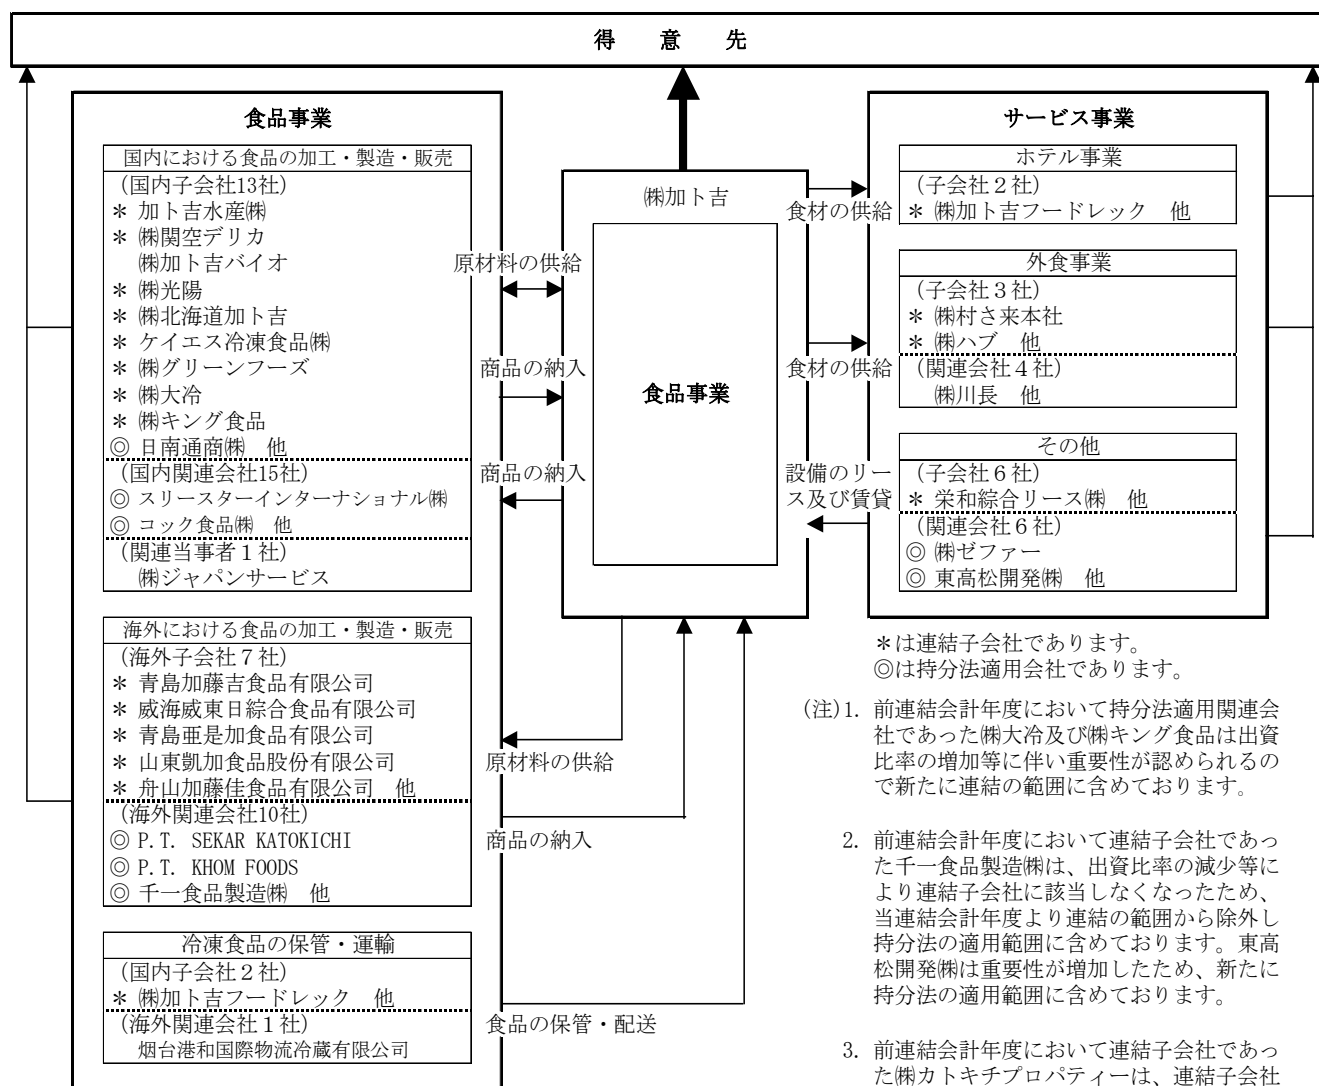 得 意 先
食品事業
国内における食品の加工・製造・販売
(国内子会社13社)
＊ 加ト吉水産㈱
＊ ㈱関空デリカ
㈱加ト吉バイオ
＊ ㈱光陽
＊ ㈱北海道加ト吉
＊ ケイエス冷凍食品㈱
＊ ㈱グリーンフーズ
＊ ㈱大冷
＊ ㈱キング食品
◎ 日南通商㈱ 他
(国内関連会社15社)
◎ スリースターインターナショナル㈱
◎ コック食品㈱ 他
(関連当事者１社)
㈱ジャパンサービス
海外における食品の加工・製造・販売
(海外子会社７社)
＊ 青島加藤吉食品有限公司
＊ 威海威東日綜合食品有限公司
＊ 青島亜是加食品有限公司
＊ 山東凱加食品股份有限公司
＊ 舟山加藤佳食品有限公司 他
(海外関連会社10社)
◎ P.T. SEKAR KATOKICHI
◎ P.T. KHOM FOODS
◎ 千一食品製造㈱ 他
冷凍食品の保管・運輸
(国内子会社２社)
＊ ㈱加ト吉フードレック 他
(海外関連会社１社)
烟台港和国際物流冷蔵有限公司
原材料の供給
商品の納入
商品の納入
原材料の供給
商品の納入
食品の保管・配送
㈱加ト吉
食品事業
食材の供給
食材の供給
設備のリー
ス及び賃貸
サービス事業
ホテル事業
(子会社２社)
＊ ㈱加ト吉フードレック 他
外食事業
(子会社３社)
＊ ㈱村さ来本社
＊ ㈱ハブ 他
(関連会社４社)
㈱川長 他
その他
(子会社６社)
＊ 栄和綜合リース㈱ 他
(関連会社６社)
◎ ㈱ゼファー
◎ 東高松開発㈱ 他
＊は連結子会社であります。
◎は持分法適用会社であります。
(注)1. 前連結会計年度において持分法適用関連会
社であった㈱大冷及び㈱キング食品は出資
比率の増加等に伴い重要性が認められるの
で新たに連結の範囲に含めております。
2. 前連結会計年度において連結子会社であっ
た千一食品製造㈱は、出資比率の減少等に
より連結子会社に該当しなくなったため、
当連結会計年度より連結の範囲から除外し
持分法の適用範囲に含めております。東高
松開発㈱は重要性が増加したため、新たに
持分法の適用範囲に含めております。
3. 前連結会計年度において連結子会社であっ
た㈱カトキチプロパティーは、連結子会社